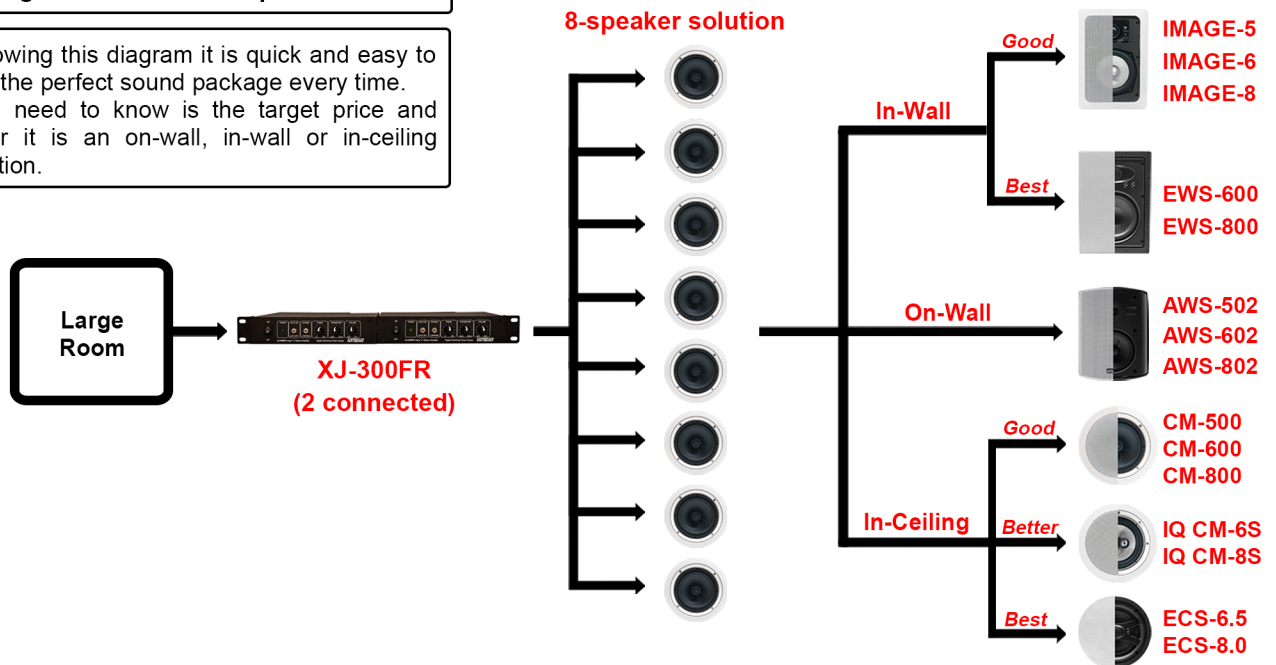 8-speaker solution
owing this diagram it is quick and easy to
the perfect sound package every time.
need to know is the target price and
r it is an on-wall, in-wall or in-ceiling
tion.
Large
Room
XJ-300FR
(2 connected)
In-Wall
Good
IMAGE-5
IMAGE-6
IMAGE-8
Best
EWS-600
EWS-800
On-Wall
AWS-502
AWS-602
AWS-802
In-Ceiling
Good
CM-500
CM-600
CM-800
Better
IQ CM-6S
IQ CM-8S
Best
ECS-6.5
ECS-8.0